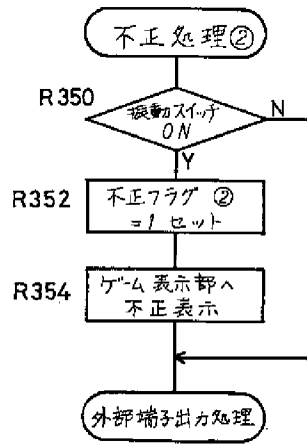 不正処理②
R350
振動スイッチ
ON
N
Y
R352
不正フラグ ②
=1 セット
R354
ゲーム表示部へ
不正表示
外部端子出力処理